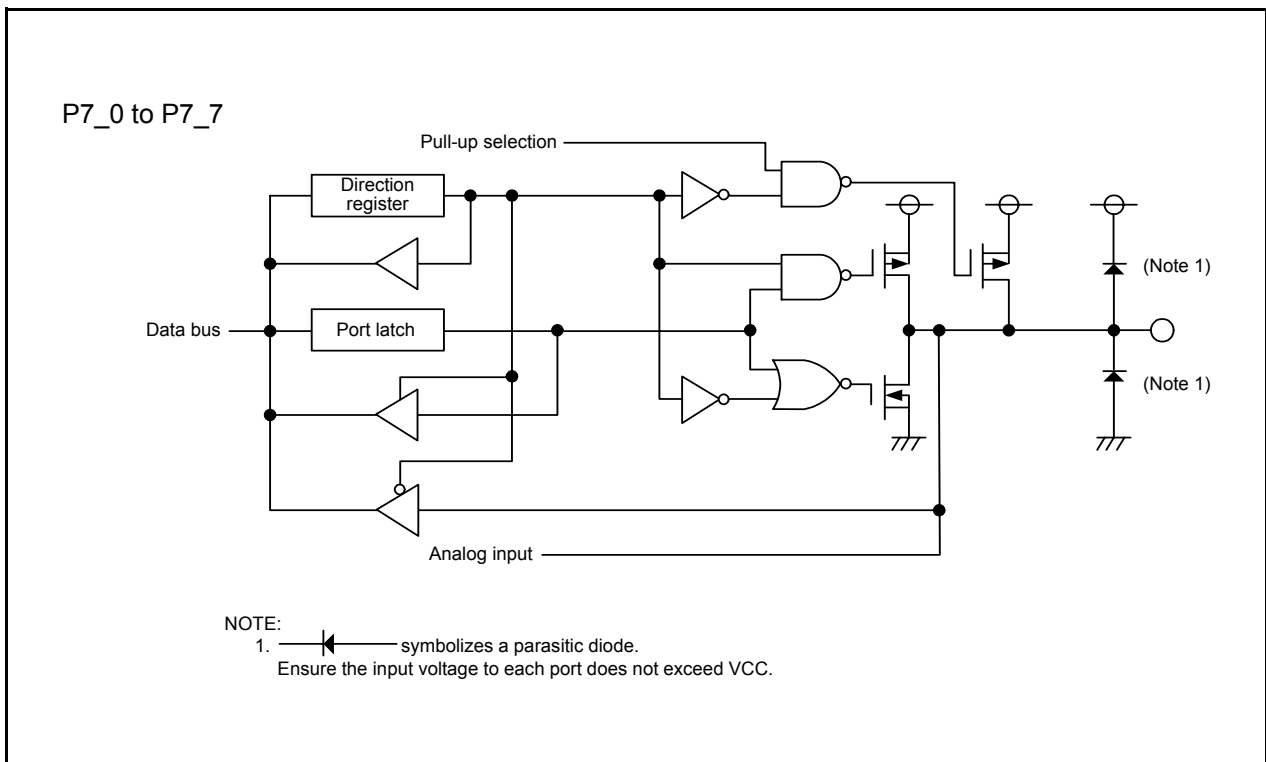 P7_0 to P7_7
Pull-up selection
Direction
register
(Note 1)
Data bus
Port latch
(Note 1)
Analog input
NOTE:
1. symbolizes a parasitic diode.
Ensure the input voltage to each port does not exceed VCC.